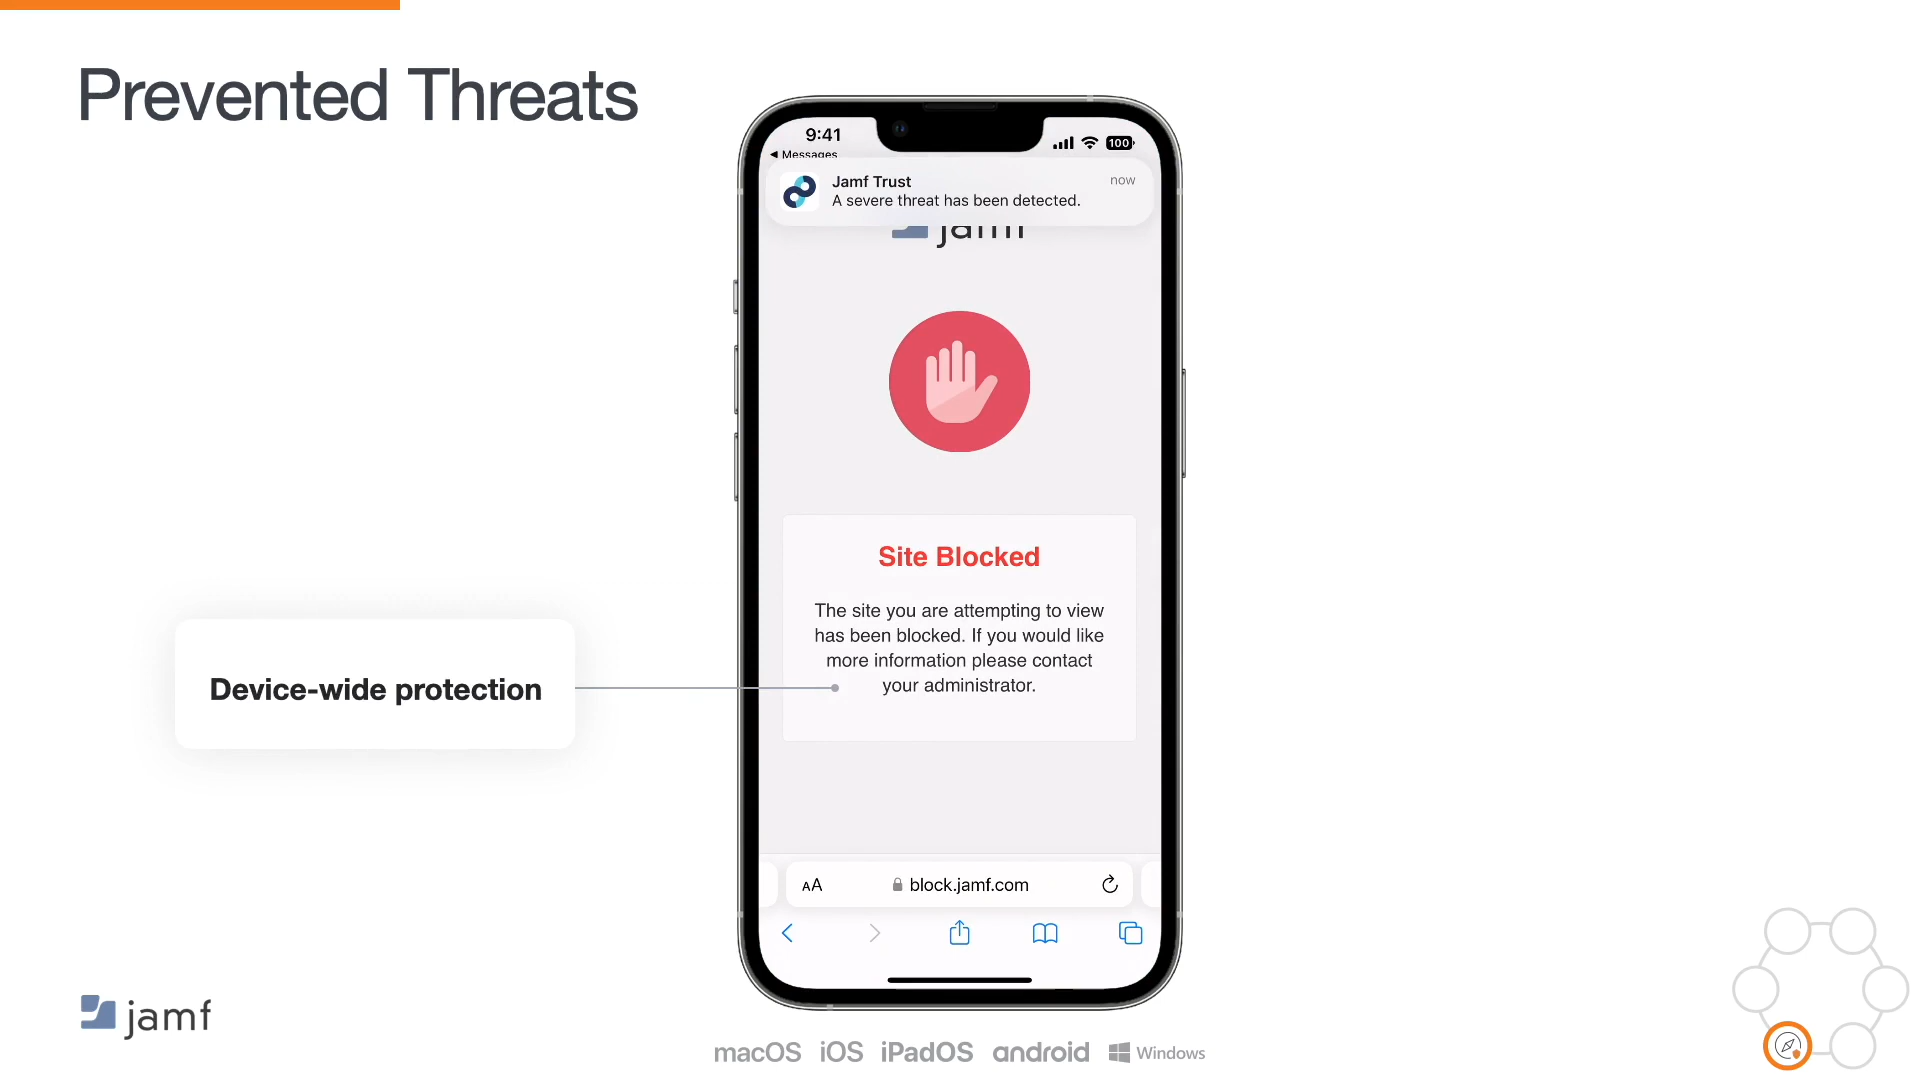 Prevented Threats
9:41
100
Messages
Jamf Trust
now
A severe threat has been detected.
jamf
Site Blocked
The site you are attempting to view
has been blocked. If you would like
more information please contact
your administrator.
Device-wide protection
AA
block.jamf.com
jamf
macOS iOS iPadOS android Windows